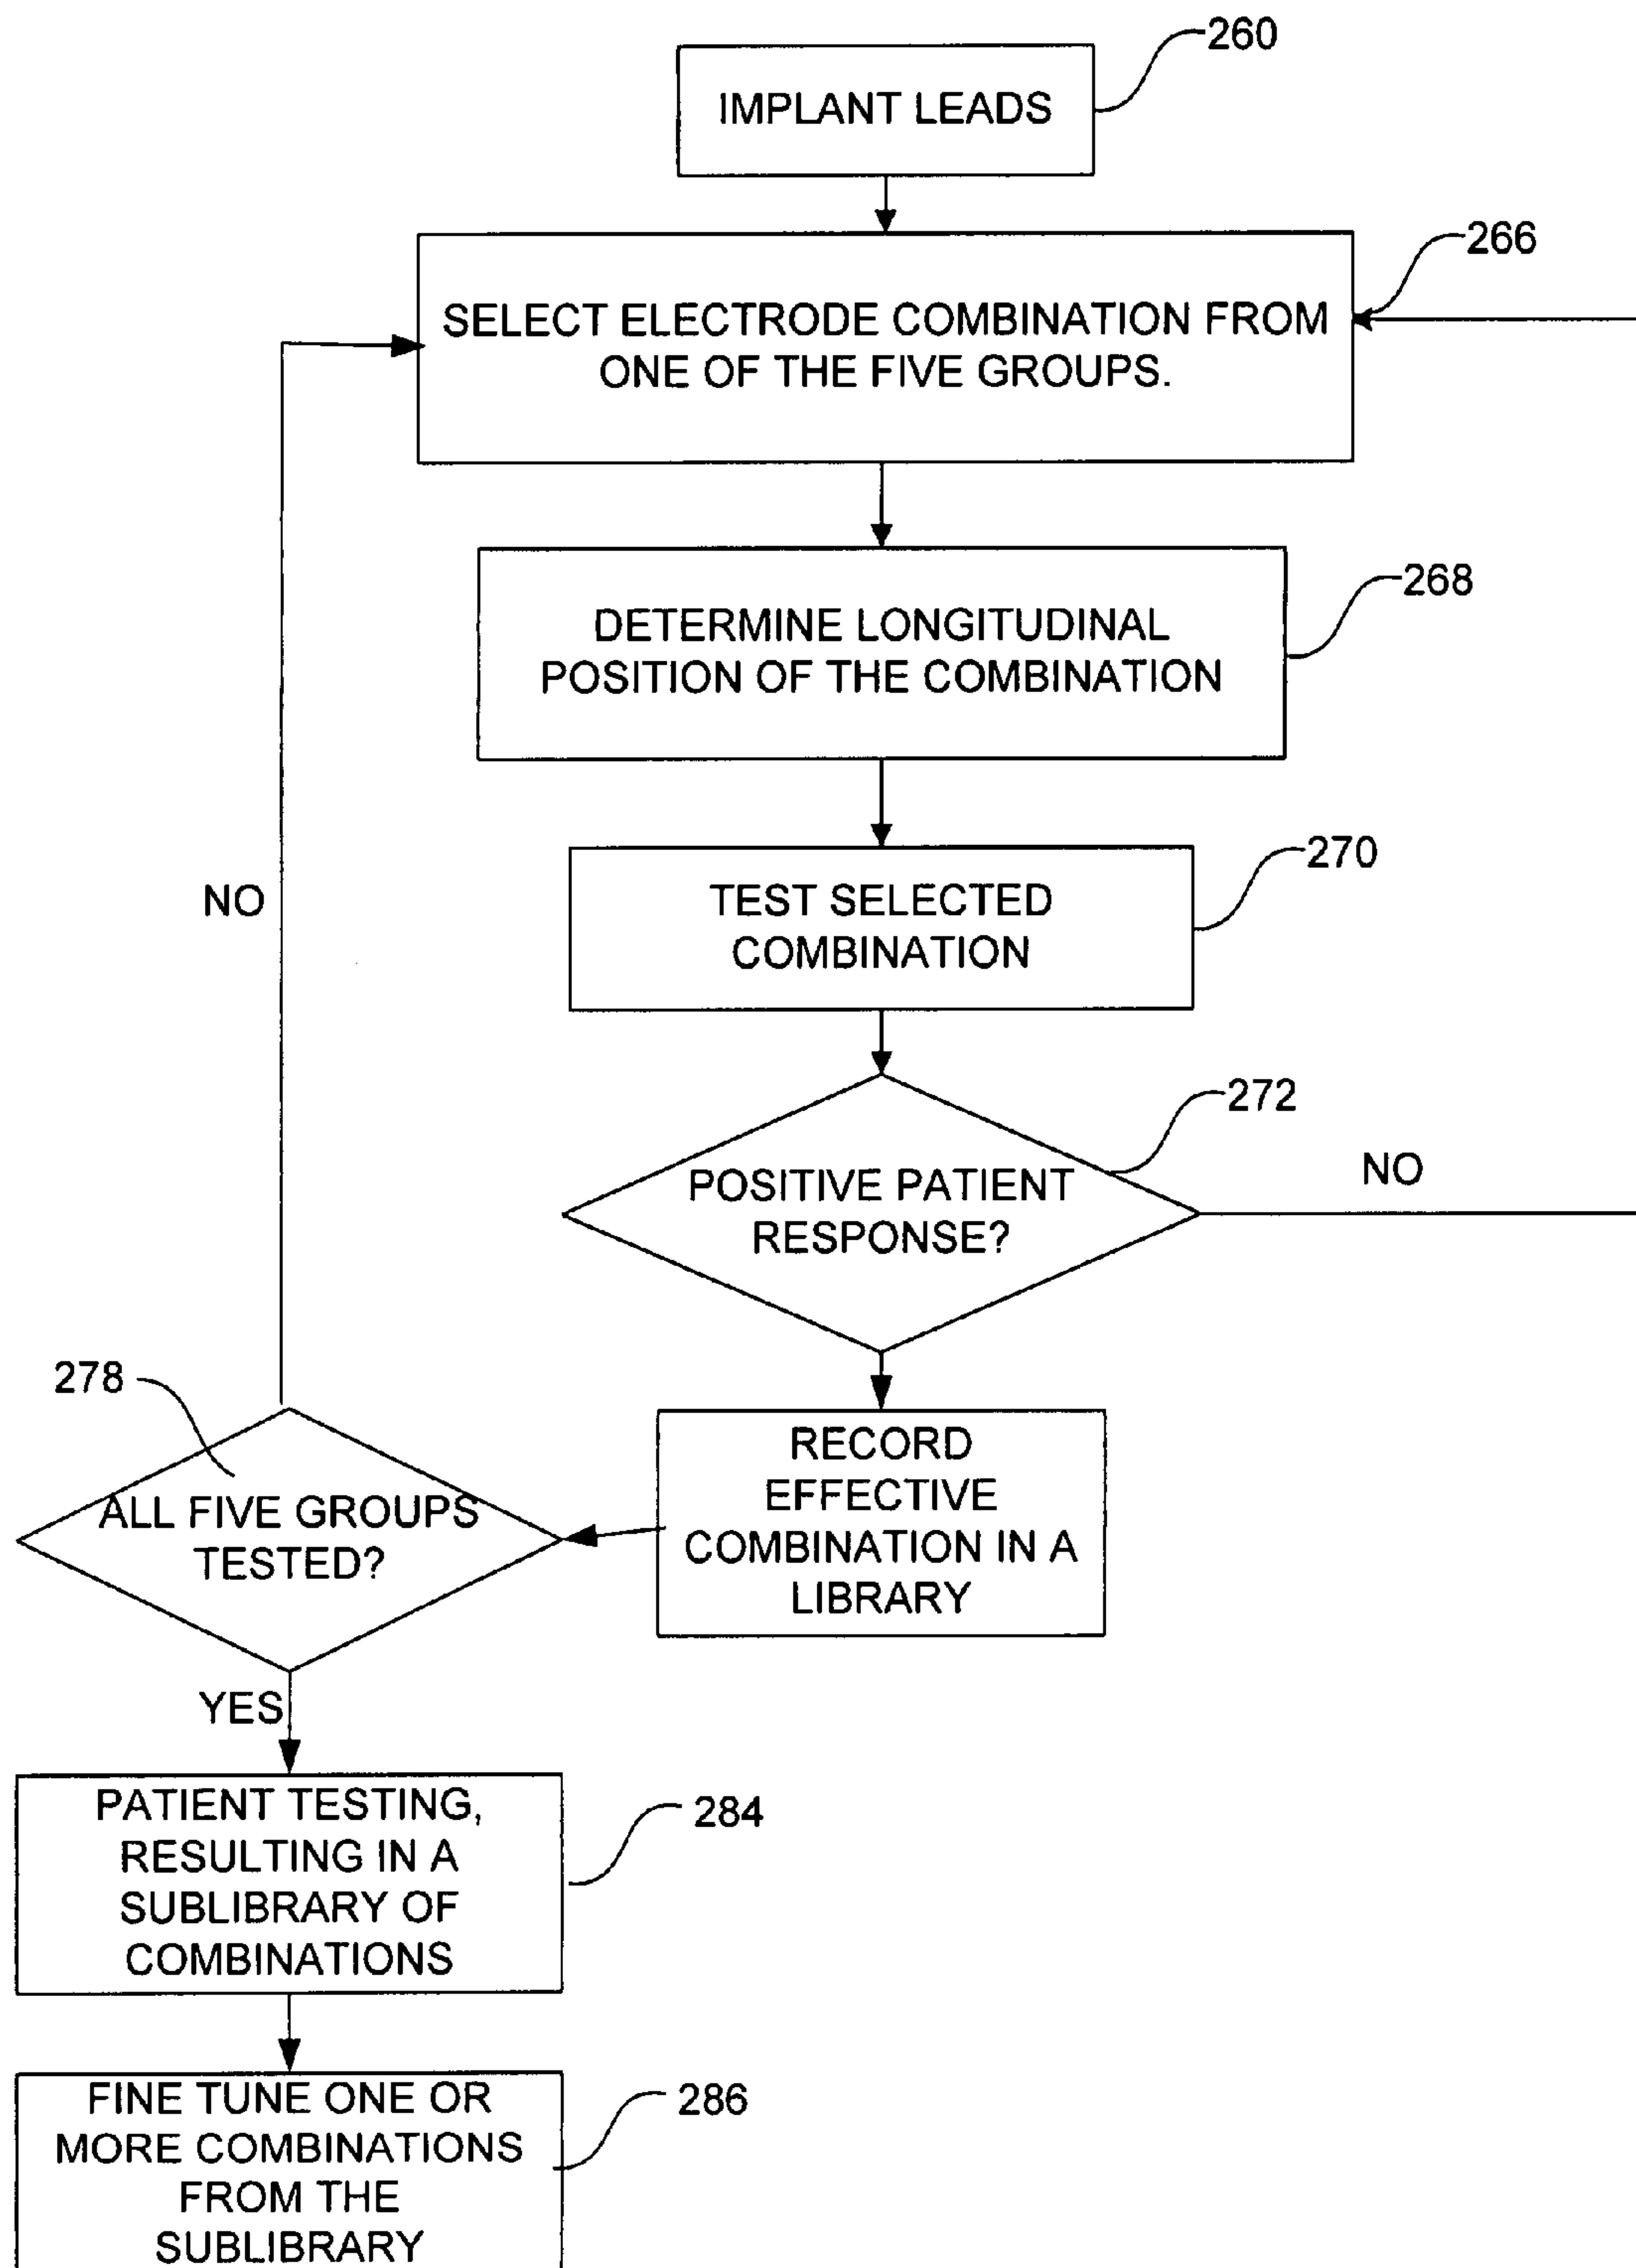 260
IMPLANT LEADS
266
SELECT ELECTRODE COMBINATION FROM
ONE OF THE FIVE GROUPS.
268
DETERMINE LONGITUDINAL
POSITION OF THE COMBINATION
270
TEST SELECTED
COMBINATION
NO
272
POSITIVE PATIENT
RESPONSE?
NO
278
ALL FIVE GROUPS
TESTED?
RECORD
EFFECTIVE
COMBINATION IN A
LIBRARY
YES
PATIENT TESTING,
RESULTING IN A
SUBLIBRARY OF
COMBINATIONS
284
FINE TUNE ONE OR
MORE COMBINATIONS
FROM THE
SUBLIBRARY
286